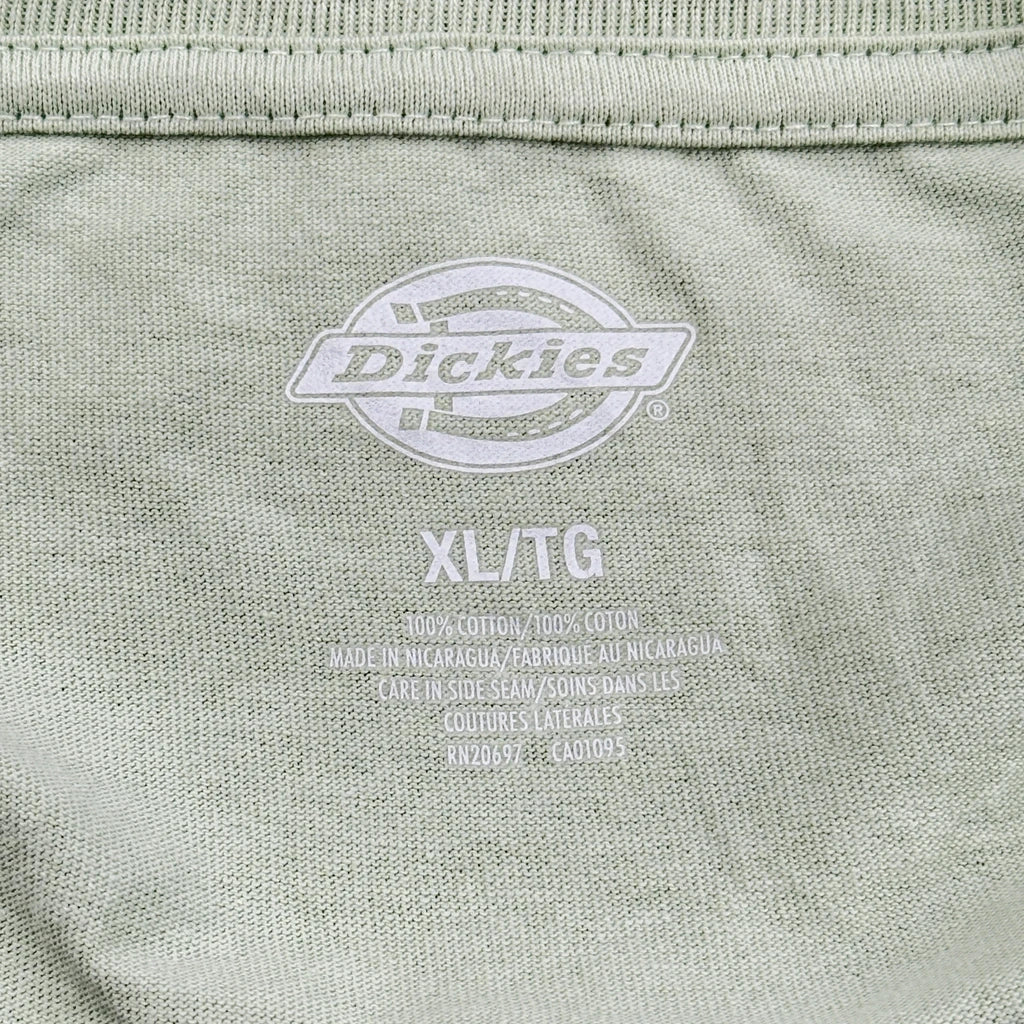 Dickies®
XL/TG
100% COTTON/100% COTON
MADE IN NICARAGUA/FABRIQUE AU NICARAGUA
CARE IN SIDE SEAM/SOINS DANS LES
COUTURES LATERALES
RN20697 CA01095